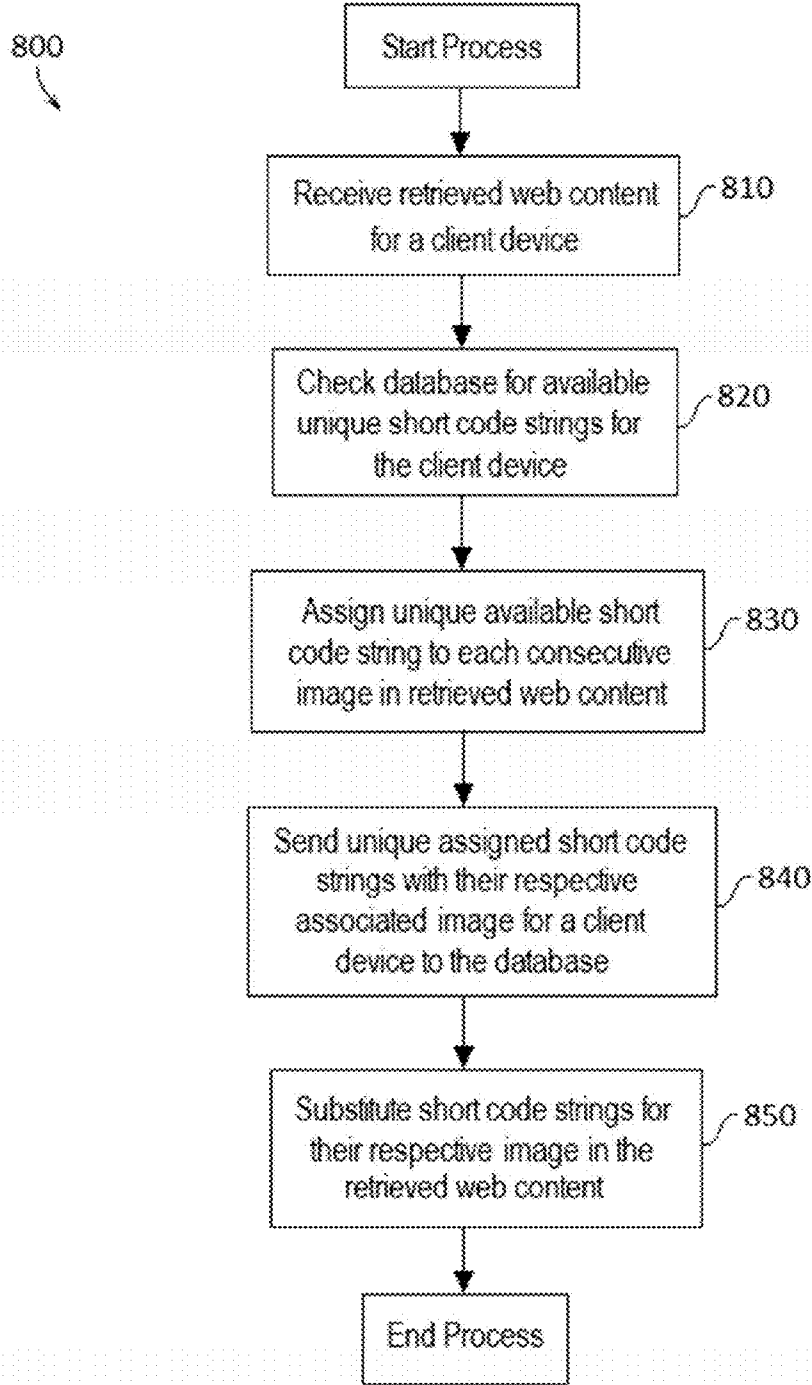 800
Start Process
Receive retrieved web content
for a client device
810
Check database for available
unique short code strings for
the client device
820
Assign unique available short
code string to each consecutive
image in retrieved web content
830
Send unique assigned short code
strings with their respective
associated image for a client
device to the database
840
Substitute short code strings for
their respective image in the
retrieved web content
850
End Process